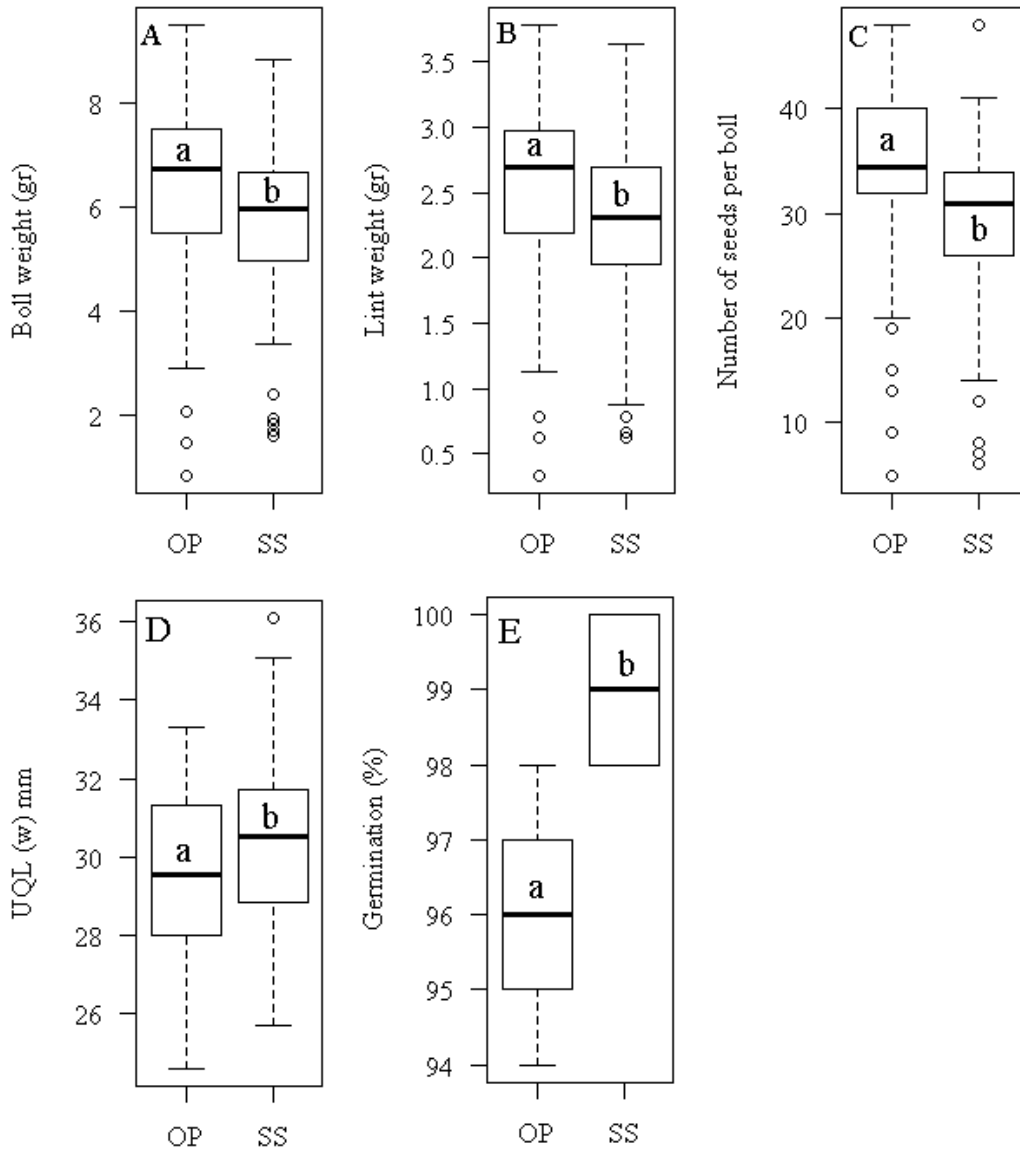 A
Boll weight (gr)
8
6
4
2
a
b
OP
SS
B
Lint weight (gr)
3.5
3.0
2.5
2.0
1.5
1.0
0.5
a
b
OP
SS
C
Number of seeds per boll
40
30
20
10
a
b
OP
SS
D
UQL (w) mm
36
34
32
30
28
26
a
b
OP
SS
E
Germination (%)
100
99
98
97
96
95
94
a
b
OP
SS